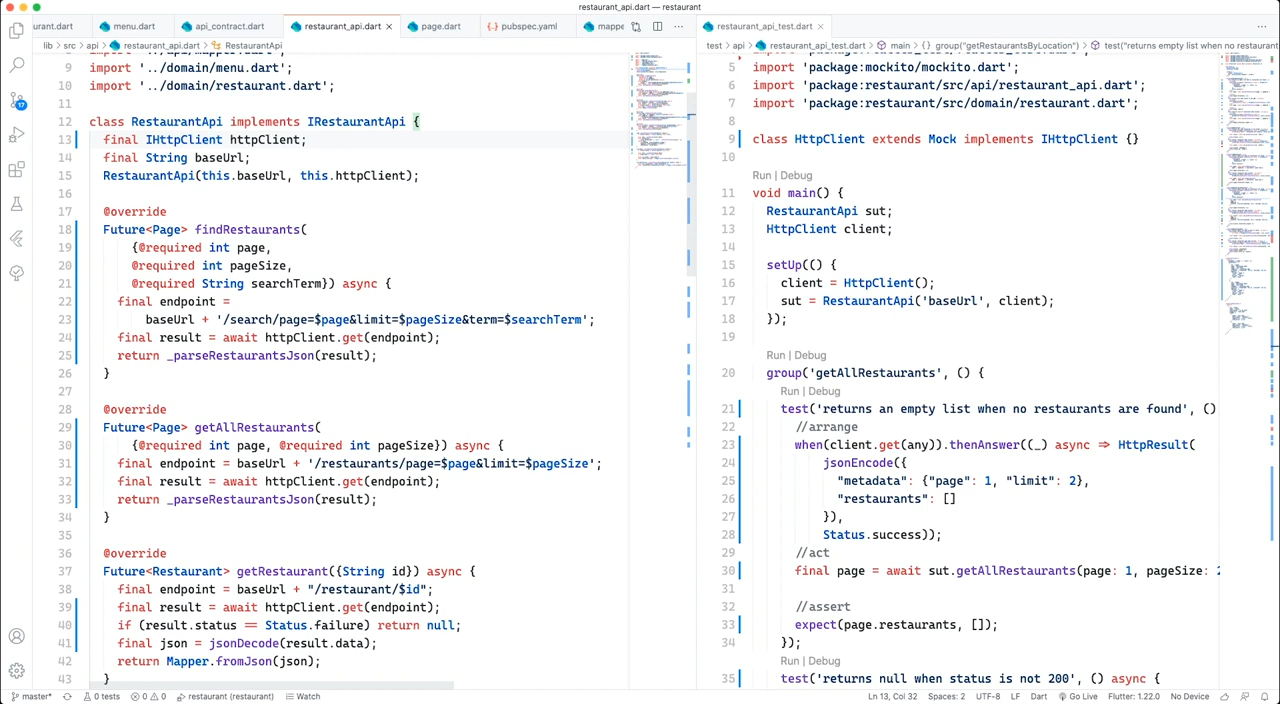 restaurant_api.dart — restaurant
urant.dart
menu.dart
api_contract.dart
restaurant_api.dart
page.dart
pubspec.yaml
mappe
restaurant_api_test.dart
lib > src > api > restaurant_api.dart > RestaurantApi
test > api > restaurant_api_test.dart > main > group("getRestaurantsByLocation") > test("returns empty list when no restaurants
9 import '../domain/menu.dart';
10 import '../domain/restaurant.dart';
11
12 class RestaurantApi implements IRestaurantApi {
13 final IHttpClient httpClient;
14 final String baseUrl;
15 RestaurantApi(this.baseUrl, this.httpClient);
16
17 @override
18 Future<Page> findRestaurants(
19 {@required int page,
20 @required int pageSize,
21 @required String searchTerm}) async {
22 final endpoint =
23 baseUrl + '/search/page=$page&limit=$pageSize&term=$searchTerm';
24 final result = await httpClient.get(endpoint);
25 return _parseRestaurantsJson(result);
26 }
27
28 @override
29 Future<Page> getAllRestaurants(
30 {@required int page, @required int pageSize}) async {
31 final endpoint = baseUrl + '/restaurants/page=$page&limit=$pageSize';
32 final result = await httpClient.get(endpoint);
33 return _parseRestaurantsJson(result);
34 }
35
36 @override
37 Future<Restaurant> getRestaurant({String id}) async {
38 final endpoint = baseUrl + "/restaurant/$id";
39 final result = await httpClient.get(endpoint);
40 if (result.status == Status.failure) return null;
41 final json = jsonDecode(result.data);
42 return Mapper.fromJson(json);
43 }
5 import 'package:mockito/mockito.dart';
6 import 'package:restaurant/src/api/restaurant_api.dart';
7 import 'package:restaurant/src/domain/restaurant.dart';
8
9 class HttpClient extends Mock implements IHttpClient {}
10
Run | Debug
11 void main() {
12 RestaurantApi sut;
13 HttpClient client;
14
15 setUp(() {
16 client = HttpClient();
17 sut = RestaurantApi('baseUrl', client);
18 });
19
Run | Debug
20 group('getAllRestaurants', () {
Run | Debug
21 test('returns an empty list when no restaurants are found', ()
22 //arrange
23 when(client.get(any)).thenAnswer((_) async => HttpResult(
24 jsonEncode({
25 "metadata": {"page": 1, "limit": 2},
26 "restaurants": []
27 }),
28 Status.success));
29 //act
30 final page = await sut.getAllRestaurants(page: 1, pageSize: 2
31
32 //assert
33 expect(page.restaurants, []);
34 });
Run | Debug
35 test('returns null when status is not 200', () async {
17
master*
0 tests
0 0
restaurant (restaurant)
Watch
Ln 13, Col 32
Spaces: 2
UTF-8
LF
Dart
Go Live
Flutter: 1.22.0
No Device